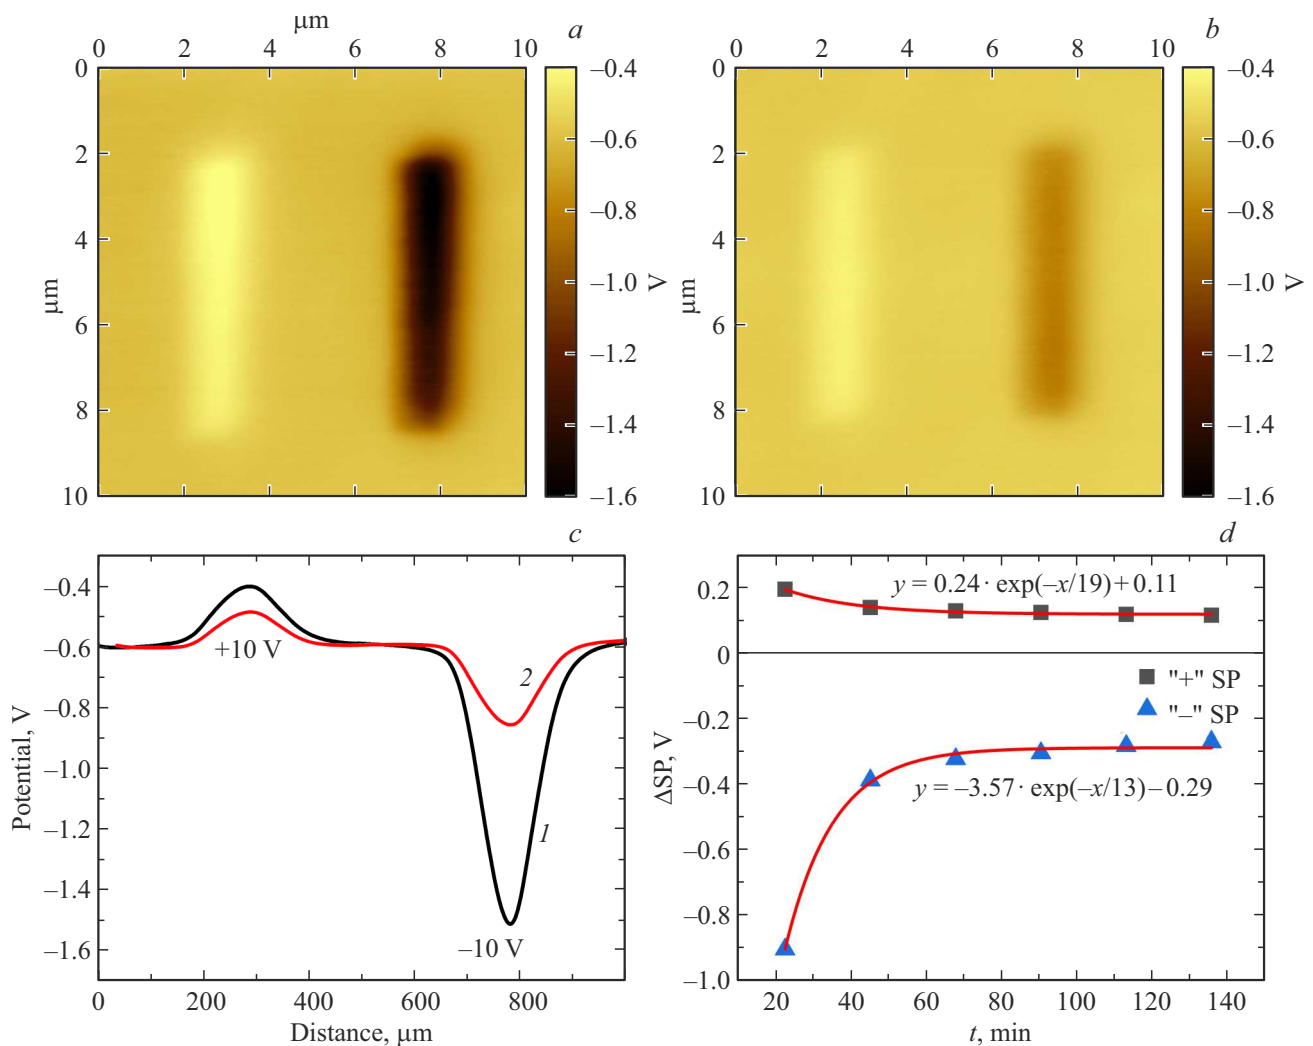 μm
0 2 4 6 8 10 a
0
2
4
6
8
10
μm
–0.4
–0.6
–0.8
–1.0
–1.2
–1.4
–1.6
V
0 2 4 6 8 10 b
0
2
4
6
8
10
μm
–0.4
–0.6
–0.8
–1.0
–1.2
–1.4
–1.6
V
c
–0.4
–0.6
–0.8
–1.0
–1.2
–1.4
–1.6
Potential, V
+10 V
2
1
–10 V
0 200 400 600 800
Distance, μm
d
0.2
0
–0.2
–0.4
–0.6
–0.8
–1.0
ΔSP, V
y = 0.24 · exp(–x/19) + 0.11
"+" SP
"–" SP
y = –3.57 · exp(–x/13) – 0.29
20 40 60 80 100 120 140
t, min